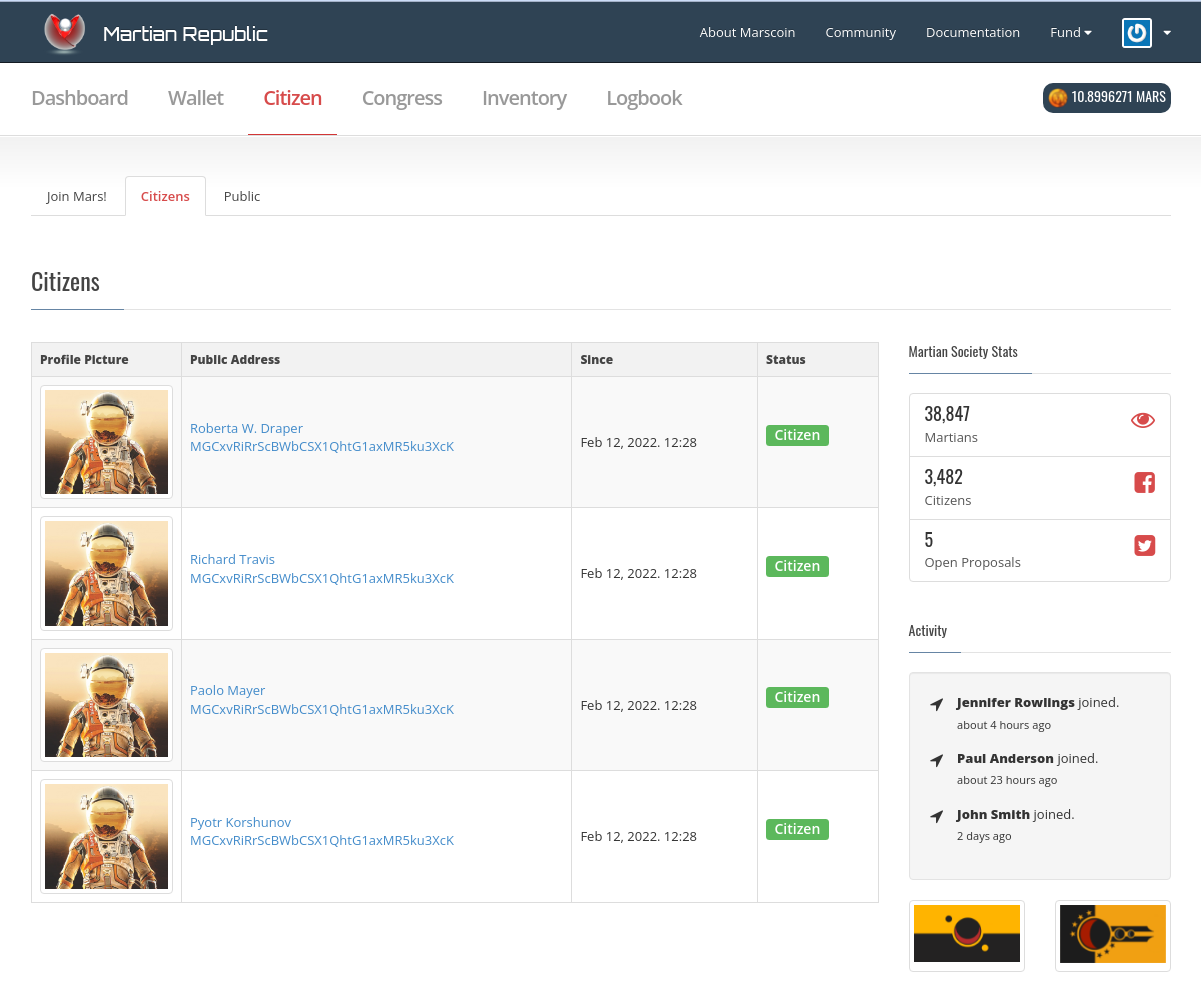 Martian Republic
About Marscoin Community Documentation Fund
Dashboard Wallet Citizen Congress Inventory Logbook
10.8996271 MARS
Join Mars! Citizens Public
Citizens
Profile Picture Public Address Since Status
Roberta W. Draper
MGCxvRiRrScBWbCSX1QhtG1axMR5ku3XcK
Feb 12, 2022. 12:28
Citizen
Richard Travis
MGCxvRiRrScBWbCSX1QhtG1axMR5ku3XcK
Feb 12, 2022. 12:28
Citizen
Paolo Mayer
MGCxvRiRrScBWbCSX1QhtG1axMR5ku3XcK
Feb 12, 2022. 12:28
Citizen
Pyotr Korshunov
MGCxvRiRrScBWbCSX1QhtG1axMR5ku3XcK
Feb 12, 2022. 12:28
Citizen
Martian Society Stats
38,847
Martians
3,482
Citizens
5
Open Proposals
Activity
Jennifer Rowlings joined.
about 4 hours ago
Paul Anderson joined.
about 23 hours ago
John Smith joined.
2 days ago